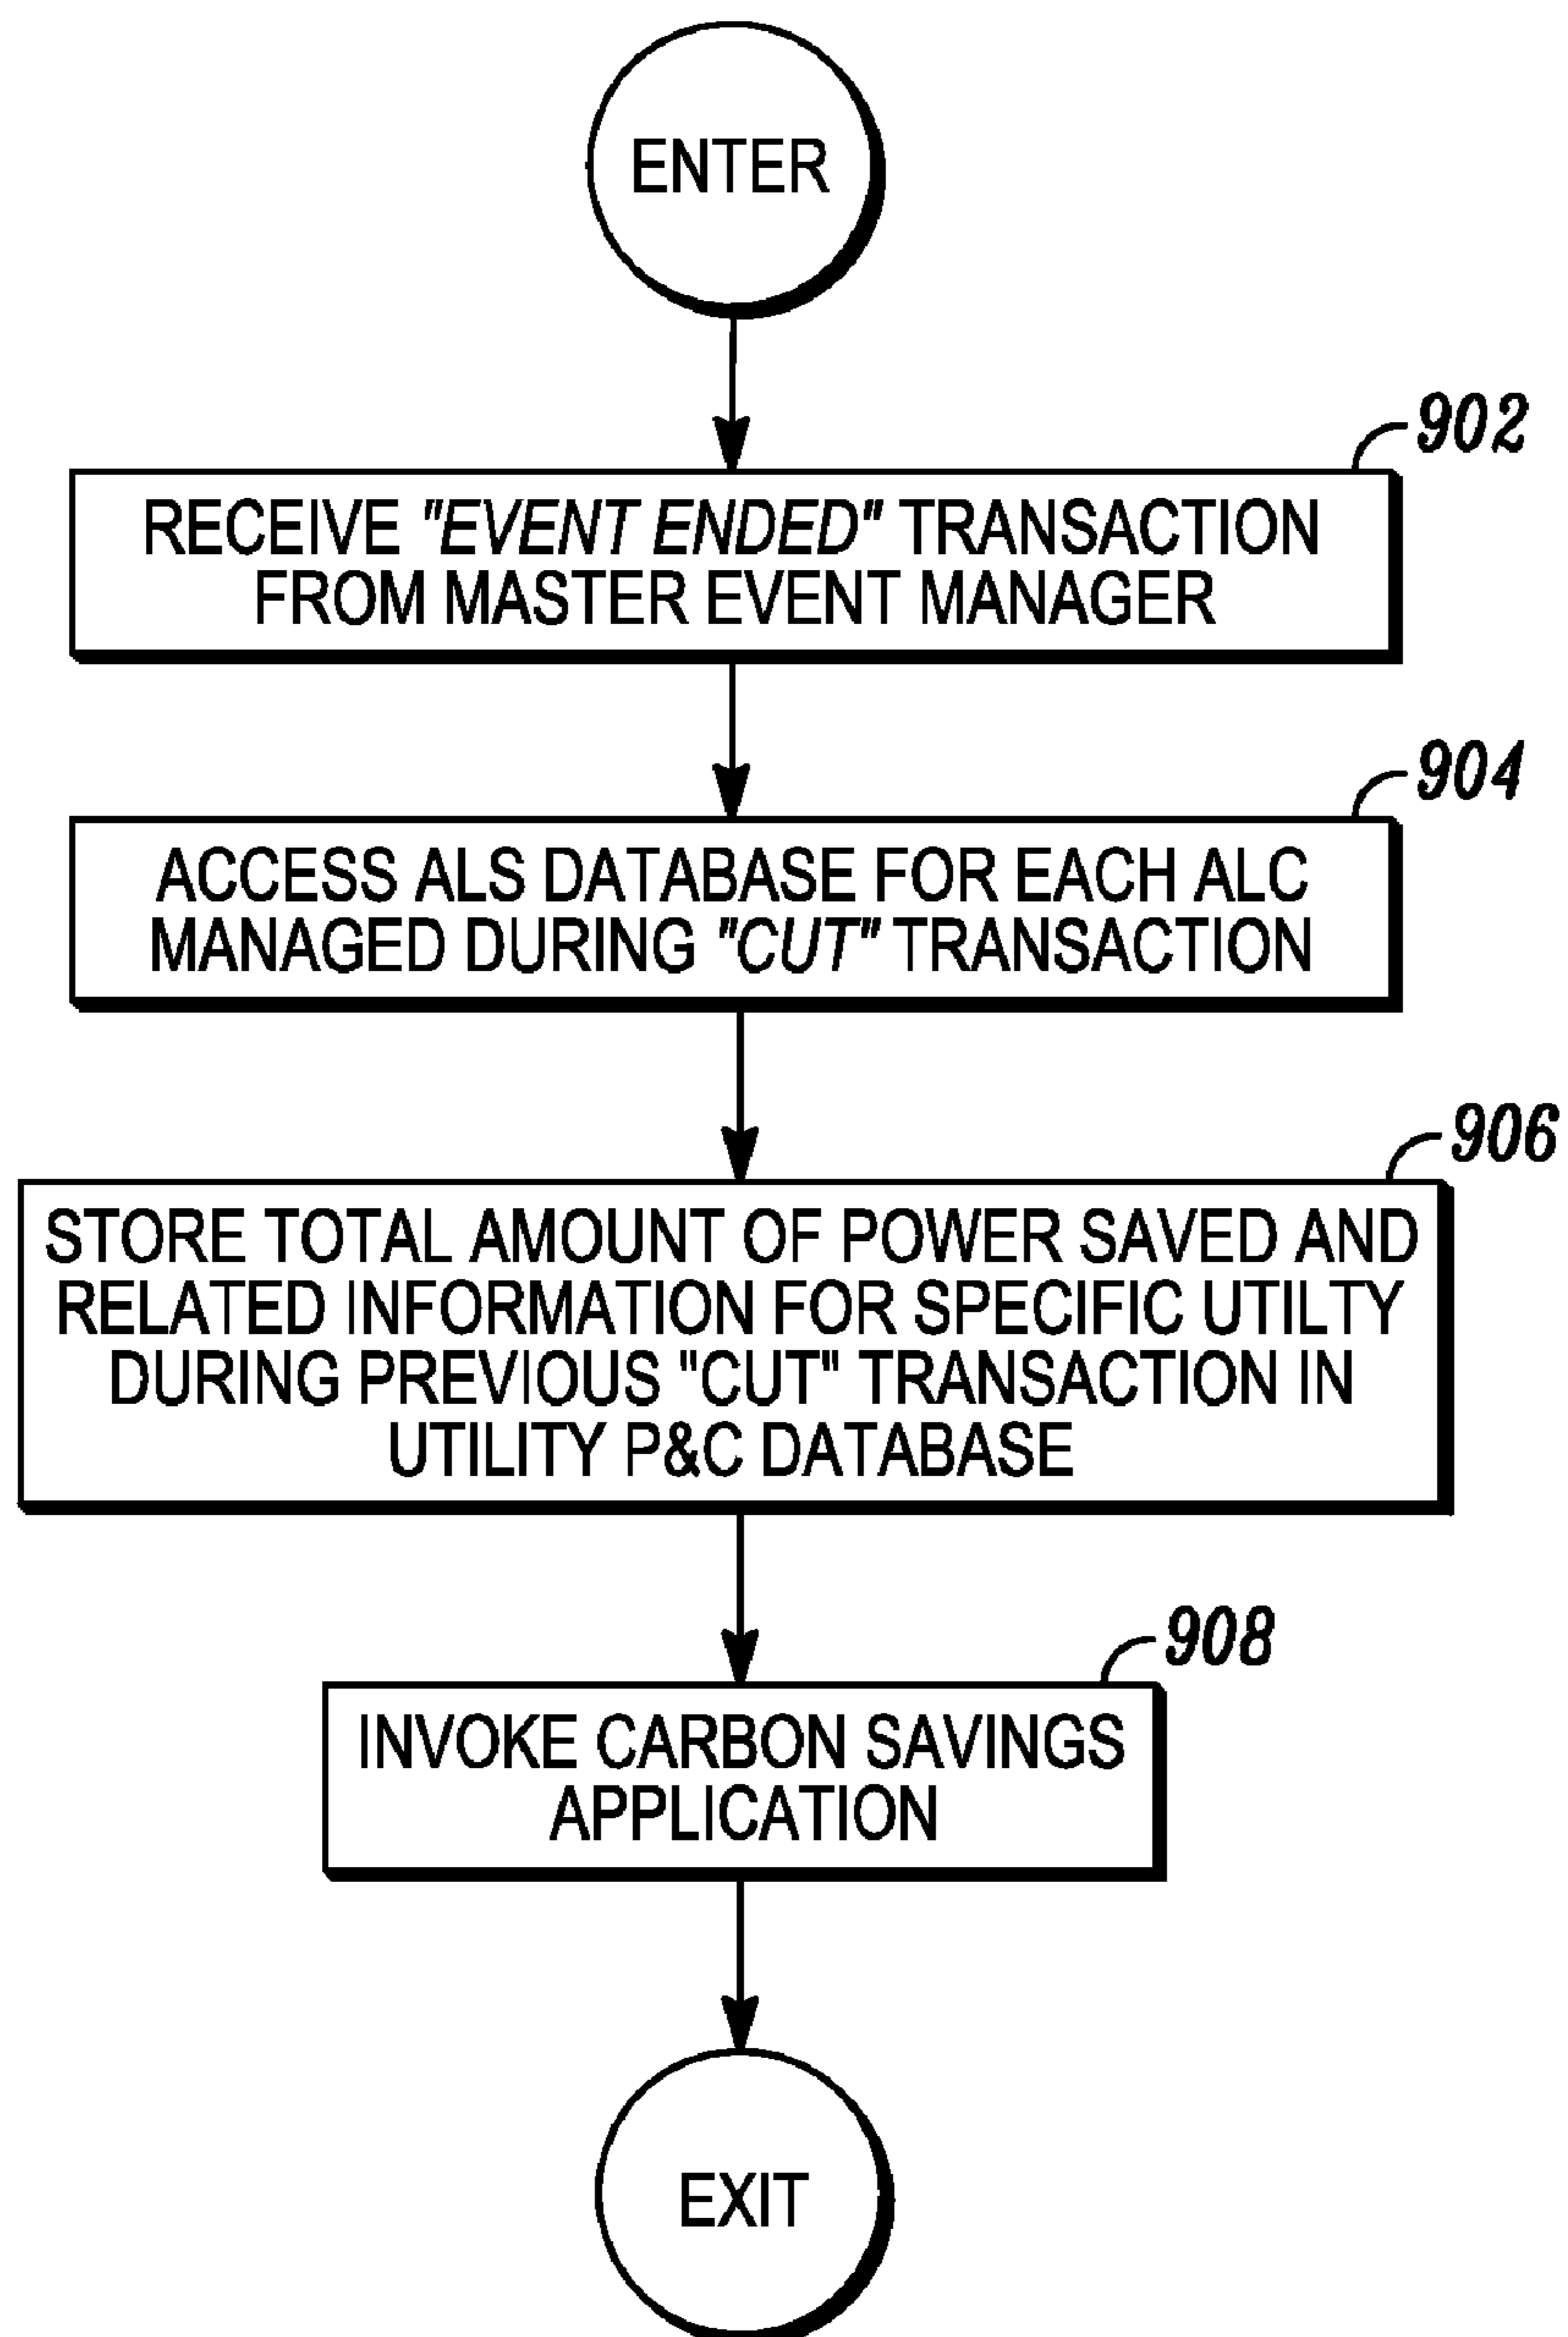 ENTER
902
RECEIVE "EVENT ENDED" TRANSACTION
FROM MASTER EVENT MANAGER
904
ACCESS ALS DATABASE FOR EACH ALC
MANAGED DURING "CUT" TRANSACTION
906
STORE TOTAL AMOUNT OF POWER SAVED AND
RELATED INFORMATION FOR SPECIFIC UTILTY
DURING PREVIOUS "CUT" TRANSACTION IN
UTILITY P&C DATABASE
908
INVOKE CARBON SAVINGS
APPLICATION
EXIT